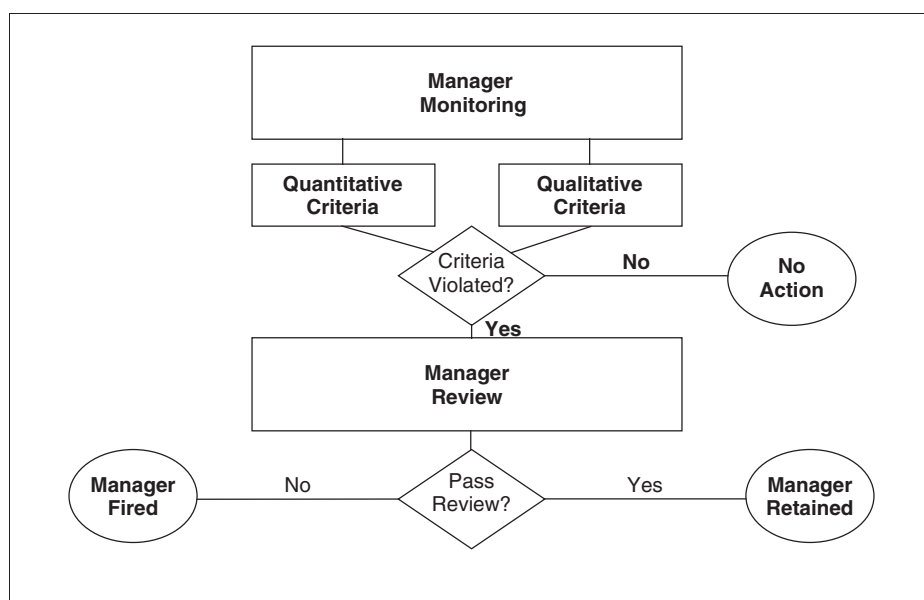 Manager
Monitoring
Quantitative
Criteria
Qualitative
Criteria
Criteria
Violated?
No
No
Action
Yes
Manager
Review
Manager
Fired
No
Pass
Review?
Yes
Manager
Retained